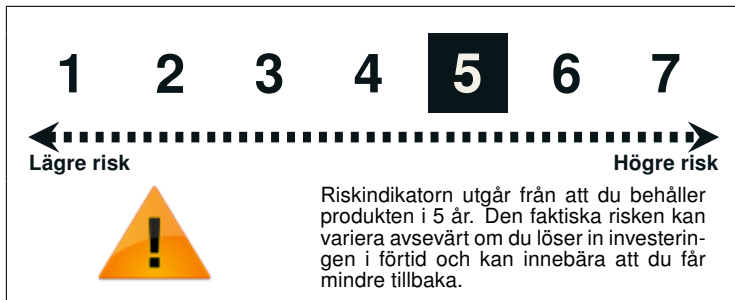 1 2 3 4 5 6 7
Lägre risk Högre risk
!
Riskindikatorn utgår från att du behåller
produkten i 5 år. Den faktiska risken kan
variera avsevärt om du löser in investerin-
gen i förtid och kan innebära att du får
mindre tillbaka.